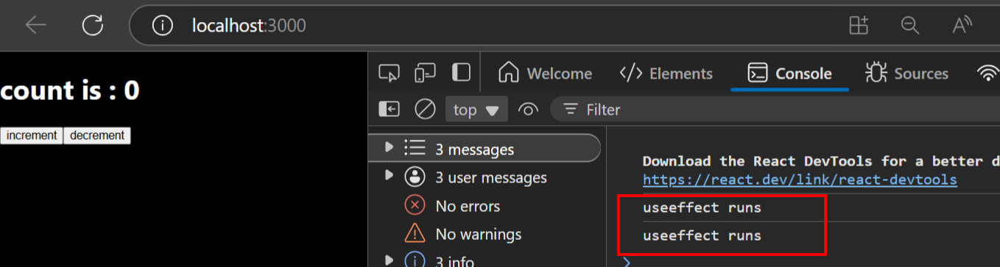 localhost:3000
count is : 0
increment decrement
Welcome Elements Console Sources
top Filter
3 messages
3 user messages
No errors
No warnings
3 info
Download the React DevTools for a better d
https://react.dev/link/react-devtools
useeffect runs
useeffect runs